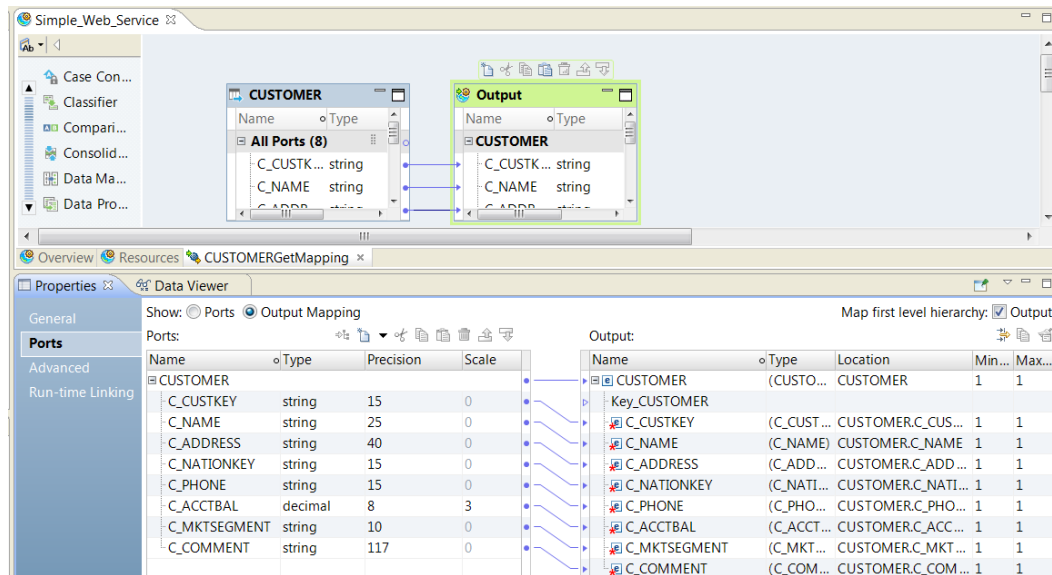 Simple_Web_Service
Ab
Case Con...
Classifier
Compari...
Consolid...
Data Ma...
Data Pro...
CUSTOMER
Name Type
All Ports (8)
C_CUSTK... string
C_NAME string
C_ADDR string
Output
Name Type
CUSTOMER
C_CUSTK... string
C_NAME string
C_ADDR string
Overview Resources CUSTOMERGetMapping
Properties Data Viewer
General
Ports
Advanced
Run-time Linking
Show: Ports Output Mapping Map first level hierarchy: Output
Ports: Output:
Name Type Precision Scale
CUSTOMER
C_CUSTKEY string 15 0
C_NAME string 25 0
C_ADDRESS string 40 0
C_NATIONKEY string 15 0
C_PHONE string 15 0
C_ACCTBAL decimal 8 3
C_MKTSEGMENT string 10 0
C_COMMENT string 117 0
Name Type Location Min... Max...
CUSTOMER (CUSTO... CUSTOMER 1 1
Key_CUSTOMER
C_CUSTKEY (C_CUST... CUSTOMER.C_CUS... 1 1
C_NAME (C_NAME) CUSTOMER.C_NAME 1 1
C_ADDRESS (C_ADD... CUSTOMER.C_ADD... 1 1
C_NATIONKEY (C_NATI... CUSTOMER.C_NATI... 1 1
C_PHONE (C_PHO... CUSTOMER.C_PHO... 1 1
C_ACCTBAL (C_ACCT... CUSTOMER.C_ACC... 1 1
C_MKTSEGMENT (C_MKT... CUSTOMER.C_MKT... 1 1
C_COMMENT (C_COM... CUSTOMER.C_COM... 1 1